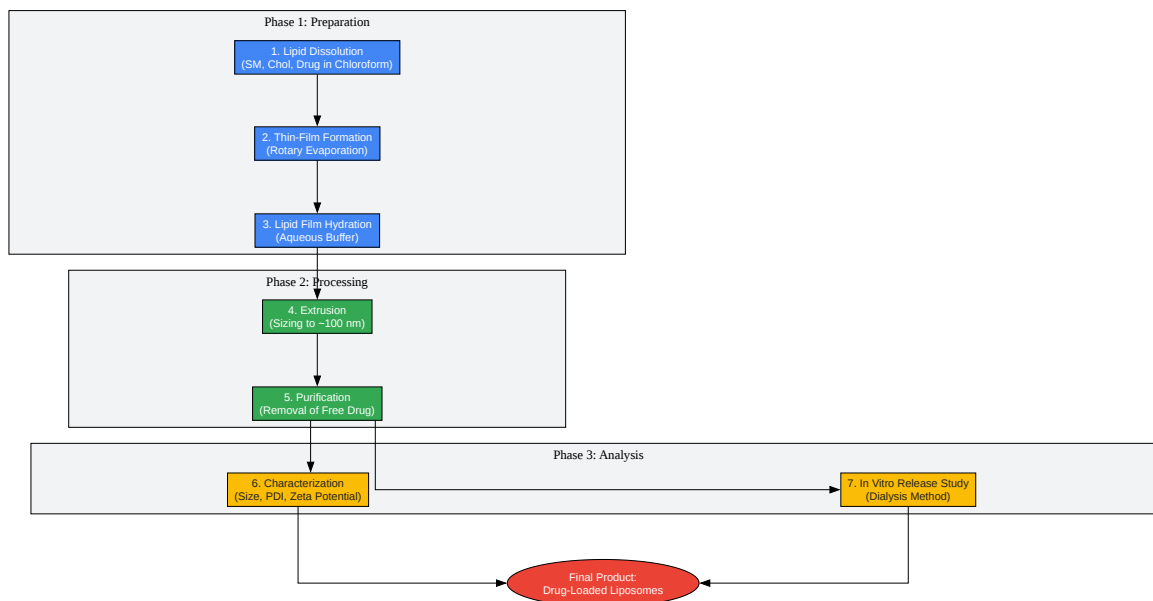 Phase 1: Preparation
1. Lipid Dissolution
(SM, Chol, Drug in Chloroform)
2. Thin-Film Formation
(Rotary Evaporation)
3. Lipid Film Hydration
(Aqueous Buffer)
Phase 2: Processing
4. Extrusion
(Sizing to ~100 nm)
5. Purification
(Removal of Free Drug)
Phase 3: Analysis
6. Characterization
(Size, PDI, Zeta Potential)
7. In Vitro Release Study
(Dialysis Method)
Final Product:
Drug-Loaded Liposomes